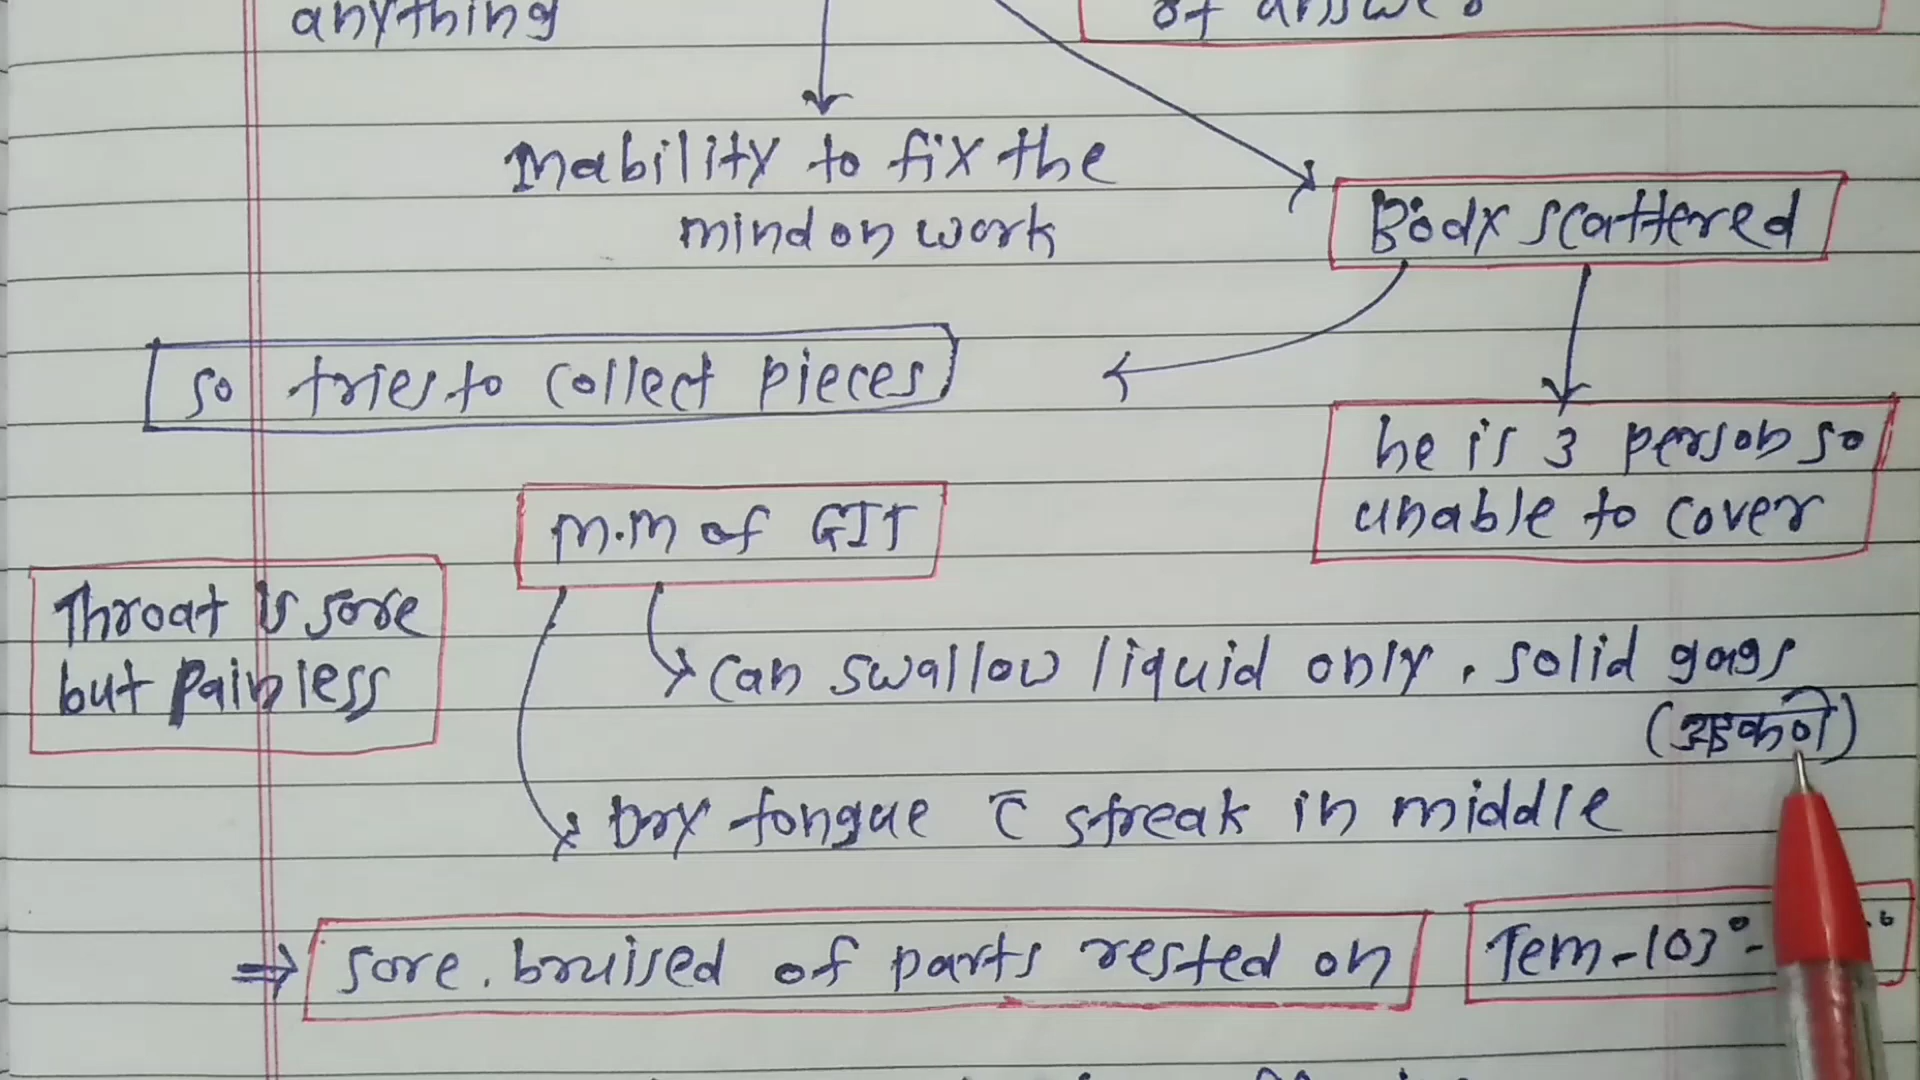 anything
of answer
Inability to fix the
mind on work
Body scattered
so tries to collect pieces
he is 3 person so
unable to cover
M.M of GIT
Throat is sore
but painless
can swallow liquid only, solid gags
Dry tongue c̅ streak in middle
⇒ sore, bruised of parts rested on
Tem-103°-